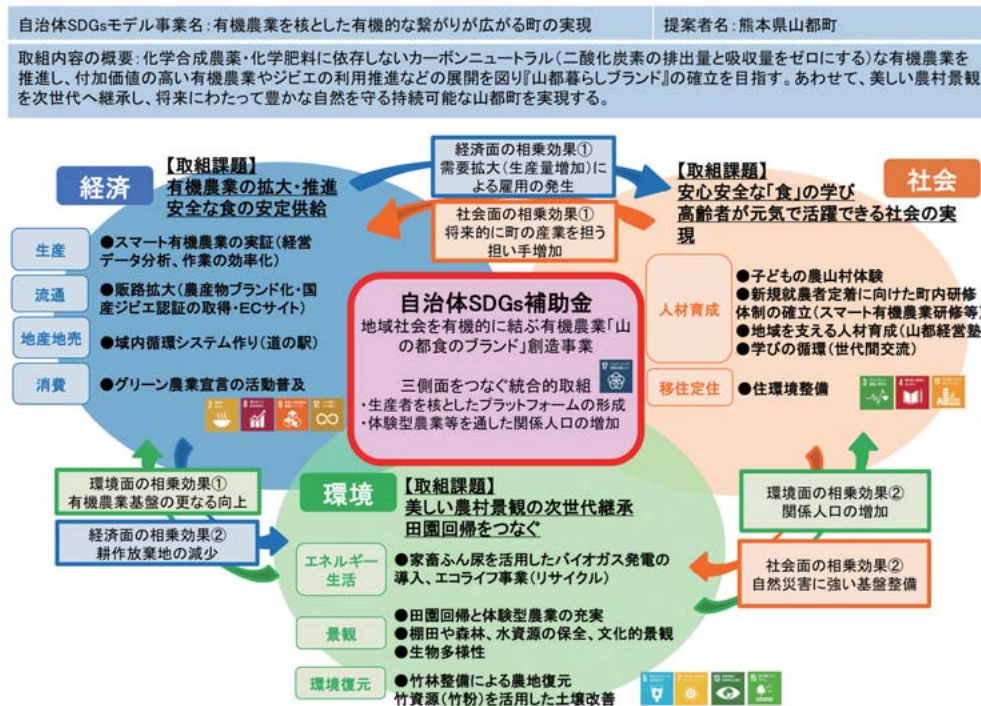 自治体SDGsモデル事業名:有機農業を核とした有機的な繋がりが広がる町の実現
提案者名:熊本県山都町
取組内容の概要:化学合成農薬・化学肥料に依存しないカーボンニュートラル(二酸化炭素の排出量と吸収量をゼロにする)な有機農業を
推進し、付加価値の高い有機農業やジビエの利用推進などの展開を図り『山都暮らしブランド』の確立を目指す。あわせて、美しい農村景観
を次世代へ継承し、将来にわたって豊かな自然を守る持続可能な山都町を実現する。
経済
【取組課題】
有機農業の拡大・推進
安全な食の安定供給
経済面の相乗効果①
需要拡大(生産量増加)に
よる雇用の発生
社会面の相乗効果①
将来的に町の産業を担う
担い手増加
社会
【取組課題】
安心安全な「食」の学び
高齢者が元気で活躍できる社会の実
現
生産
●スマート有機農業の実証(経営
データ分析、作業の効率化)
流通
●販路拡大(農産物ブランド化・国
産ジビエ認証の取得・ECサイト)
地産地消
●域内循環システム作り(道の駅)
消費
●グリーン農業宣言の活動普及
自治体SDGs補助金
地域社会を有機的に結ぶ有機農業「山
の都食のブランド」創造事業
三側面をつなぐ統合的取組
・生産者を核としたプラットフォームの形成
・体験型農業等を通した関係人口の増加
人材育成
●子どもの農山村体験
●新規就農者定着に向けた町内研修
体制の確立(スマート有機農業研修等)
●地域を支える人材育成(山都経営塾)
●学びの循環(世代間交流)
移住定住
●住環境整備
環境面の相乗効果①
有機農業基盤の更なる向上
経済面の相乗効果②
耕作放棄地の減少
環境
【取組課題】
美しい農村景観の次世代継承
田園回帰をつなぐ
エネルギー
生活
●家畜ふん尿を活用したバイオガス発電の
導入、エコライフ事業(リサイクル)
景観
●田園回帰と体験型農業の充実
●棚田や森林、水資源の保全、文化的景観
●生物多様性
環境復元
●竹林整備による農地復元
竹資源(竹粉)を活用した土壌改善
環境面の相乗効果②
関係人口の増加
社会面の相乗効果②
自然災害に強い基盤整備